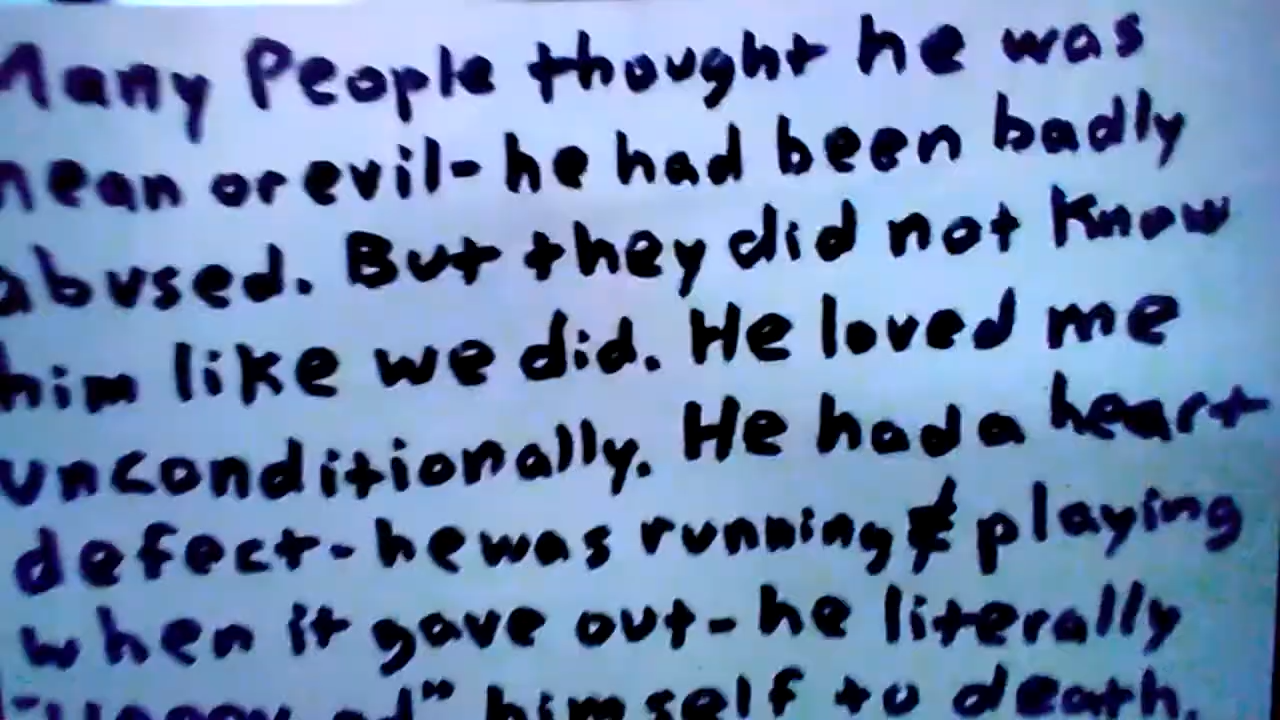 Many People thought he was
mean or evil- he had been badly
abused. But they did not know
him like we did. He loved me
unconditionally. He had a heart
defect- he was running & playing
when it gave out- he literally
himself to death.